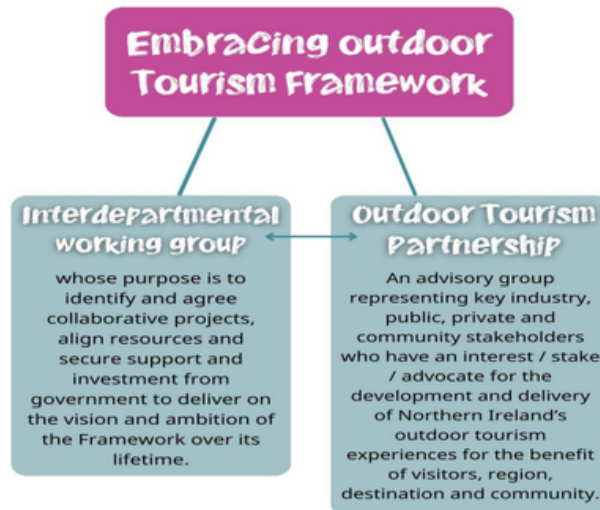 Embracing outdoor
Tourism Framework
Interdepartmental
working group
whose purpose is to
identify and agree
collaborative projects,
align resources and
secure support and
investment from
government to deliver on
the vision and ambition of
the Framework over its
lifetime.
Outdoor Tourism
Partnership
An advisory group
representing key industry,
public, private and
community stakeholders
who have an interest / stake
/ advocate for the
development and delivery
of Northern Ireland's
outdoor tourism
experiences for the benefit
of visitors, region,
destination and community.